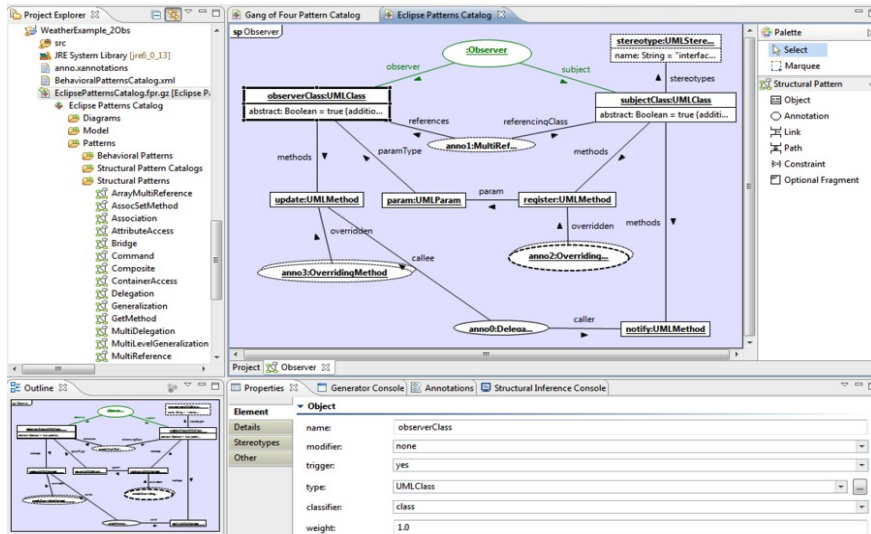 Project Explorer
WeatherExample_2Obs
src
JRE System Library [jre6_0_13]
anno.xannotations
BehavioralPatternsCatalog.xml
EclipsePatternsCatalog.fpr.gz [Eclipse P
Eclipse Patterns Catalog
Diagrams
Model
Patterns
Behavioral Patterns
Structural Pattern Catalogs
Structural Patterns
ArrayMultiReference
AssocSetMethod
Association
AttributeAccess
Bridge
Command
Composite
ContainerAccess
Delegation
Generalization
GetMethod
MultiDelegation
MultiLevelGeneralization
MultiReference
Gang of Four Pattern Catalog
Eclipse Patterns Catalog
sp Observer
:Observer
stereotype:UMLStere...
name: String = "interfac...
observer
subject
stereotypes
observerClass:UMLClass
abstract: Boolean = true {additio...
subjectClass:UMLClass
abstract: Boolean = true {additio...
references
referencingClass
anno1:MultiRef...
methods
paramType
methods
update:UMLMethod
param:UMLParam
param
register:UMLMethod
overridden
overridden
methods
anno3:OverridingMethod
callee
anno2:Overriding...
caller
anno0:Delega...
notify:UMLMethod
Project
Observer
Palette
Select
Marquee
Structural Pattern
Object
Annotation
Link
Path
Constraint
Optional Fragment
Outline
Properties
Generator Console
Annotations
Structural Inference Console
Element
Details
Stereotypes
Other
Object
name: observerClass
modifier: none
trigger: yes
type: UMLClass
classifier: class
weight: 1.0